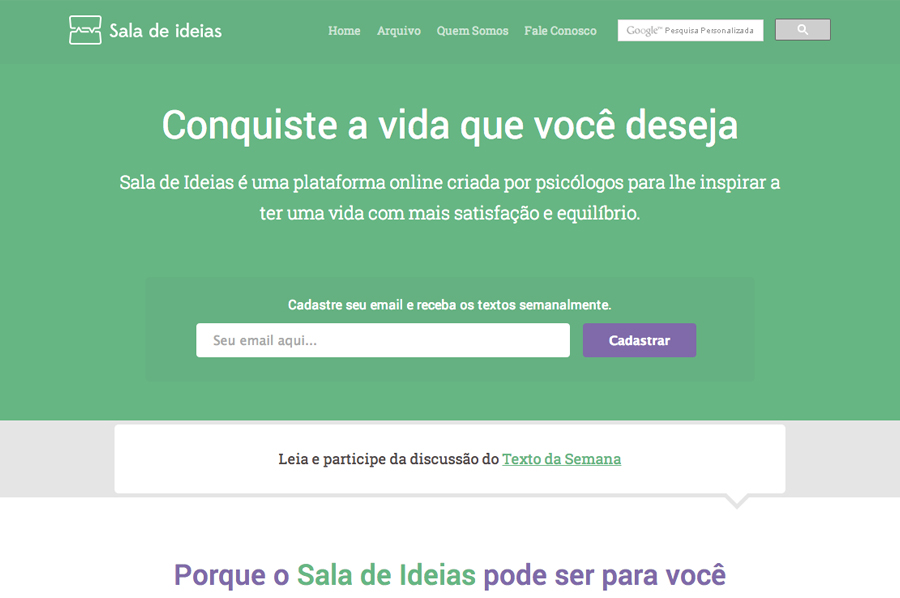 Sala de ideias
Home Arquivo Quem Somos Fale Conosco
Google™ Pesquisa Personalizada
Conquiste a vida que você deseja
Sala de Ideias é uma plataforma online criada por psicólogos para lhe inspirar a
ter uma vida com mais satisfação e equilíbrio.
Cadastre seu email e receba os textos semanalmente.
Seu email aqui...
Cadastrar
Leia e participe da discussão do Texto da Semana
Porque o Sala de Ideias pode ser para você